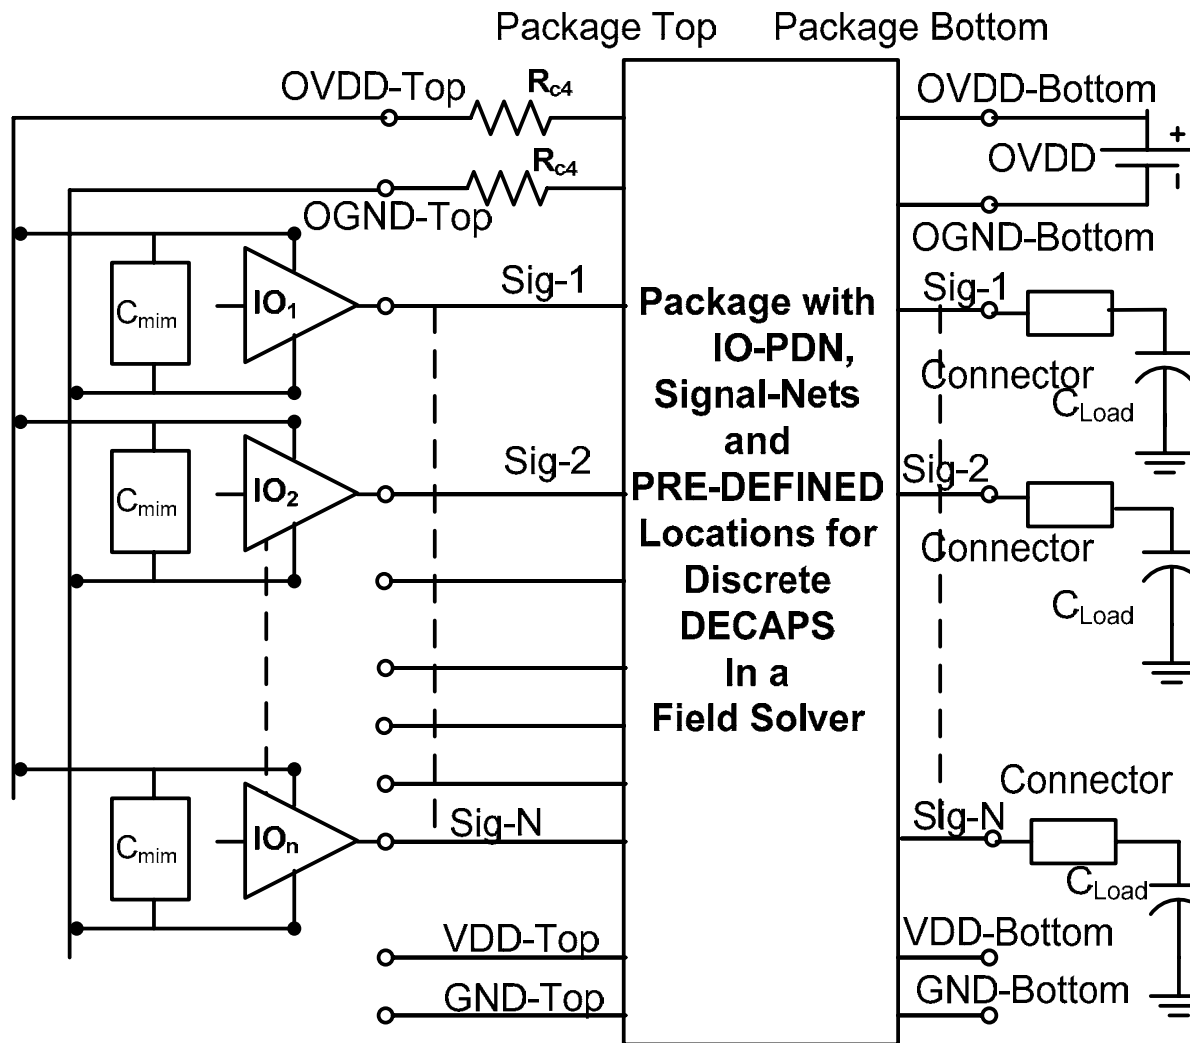 Package Top Package Bottom
OVDD-Top
Rc4
OVDD-Bottom
OVDD
+
-
Rc4
OGND-Top
OGND-Bottom
Cmim
IO1
Sig-1
Sig-1
Connector
CLoad
Cmim
IO2
Sig-2
Sig-2
Connector
CLoad
Package with
IO-PDN,
Signal-Nets
and
PRE-DEFINED
Locations for
Discrete
DECAPS
In a
Field Solver
Cmim
IOn
Sig-N
Sig-N
Connector
CLoad
VDD-Top
VDD-Bottom
GND-Top
GND-Bottom